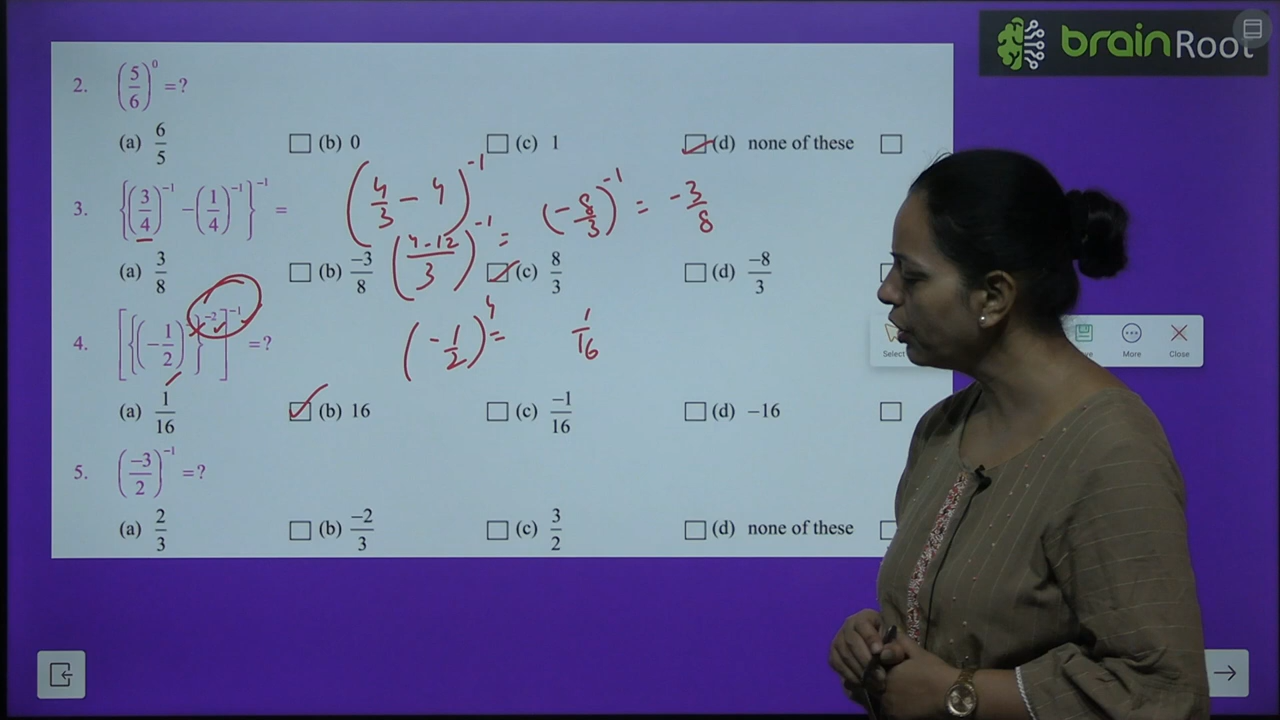 brainRoot
2. (5/6)^0 = ?
(a) 6/5 (b) 0 (c) 1 (d) none of these
3. {(3/4)^-1 - (1/4)^-1}^-1 =
(4/3 - 4)^-1
(-8/3)^-1 = -3/8
((4-12)/3)^-1 =
(a) 3/8 (b) -3/8 (c) 8/3 (d) -8/3
4. [{(-1/2)^2}^-2]^-1 = ?
(-1/2)^4 = 1/16
Select More Close
(a) 1/16 (b) 16 (c) -1/16 (d) -16
5. (-3/2)^-1 = ?
(a) 2/3 (b) -2/3 (c) 3/2 (d) none of these